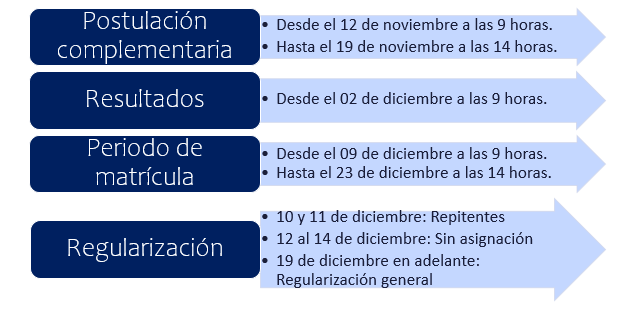 Postulación
complementaria
• Desde el 12 de noviembre a las 9 horas.
• Hasta el 19 de noviembre a las 14 horas.
Resultados
• Desde el 02 de diciembre a las 9 horas.
Periodo de
matrícula
• Desde el 09 de diciembre a las 9 horas.
• Hasta el 23 de diciembre a las 14 horas.
Regularización
• 10 y 11 de diciembre: Repitentes
• 12 al 14 de diciembre: Sin asignación
• 19 de diciembre en adelante:
Regularización general